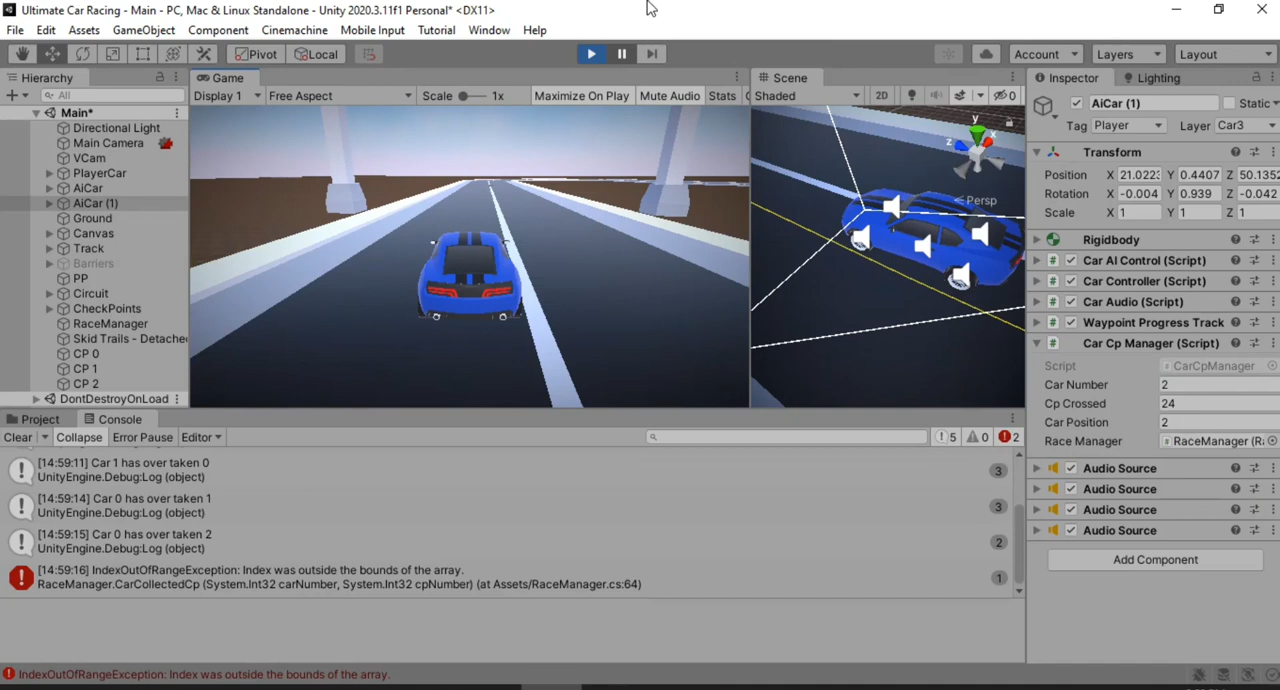 Ultimate Car Racing - Main - PC, Mac & Linux Standalone - Unity 2020.3.11f1 Personal* <DX11>
File Edit Assets GameObject Component Cinemachine Mobile Input Tutorial Window Help
Pivot Local Account Layers Layout
Hierarchy
All
Main*
Directional Light
Main Camera
VCam
PlayerCar
AiCar
AiCar (1)
Ground
Canvas
Track
Barriers
PP
Circuit
CheckPoints
RaceManager
Skid Trails - Detache
CP 0
CP 1
CP 2
DontDestroyOnLoad
Game
Display 1 Free Aspect Scale 1x Maximize On Play Mute Audio Stats
Scene
Shaded 2D 0
y
x
z
Persp
Inspector Lighting
AiCar (1) Static
Tag Player Layer Car3
Transform
Position X 21.022 Y 0.4407 Z 50.1352
Rotation X -0.004 Y 0.939 Z -0.042
Scale X 1 Y 1 Z 1
Rigidbody
Car AI Control (Script)
Car Controller (Script)
Car Audio (Script)
Waypoint Progress Track
Car Cp Manager (Script)
Script CarCpManager
Car Number 2
Cp Crossed 24
Car Position 2
Race Manager RaceManager (R
Audio Source
Audio Source
Audio Source
Audio Source
Add Component
Project Console
Clear Collapse Error Pause Editor 5 0 2
[14:59:11] Car 1 has over taken 0
UnityEngine.Debug:Log (object)
3
[14:59:14] Car 0 has over taken 1
UnityEngine.Debug:Log (object)
3
[14:59:15] Car 0 has over taken 2
UnityEngine.Debug:Log (object)
2
[14:59:16] IndexOutOfRangeException: Index was outside the bounds of the array.
RaceManager.CarCollectedCp (System.Int32 carNumber, System.Int32 cpNumber) (at Assets/RaceManager.cs:64)
1
IndexOutOfRangeException: Index was outside the bounds of the array.